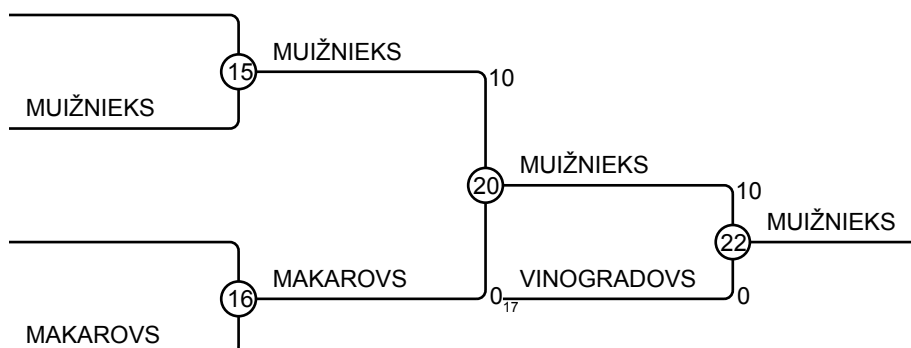 15
MUIŽNIEKS
10
MUIŽNIEKS
20
MUIŽNIEKS
10
22
MUIŽNIEKS
16
MAKAROVS
0
17
VINOGRADOVS
0
MAKAROVS